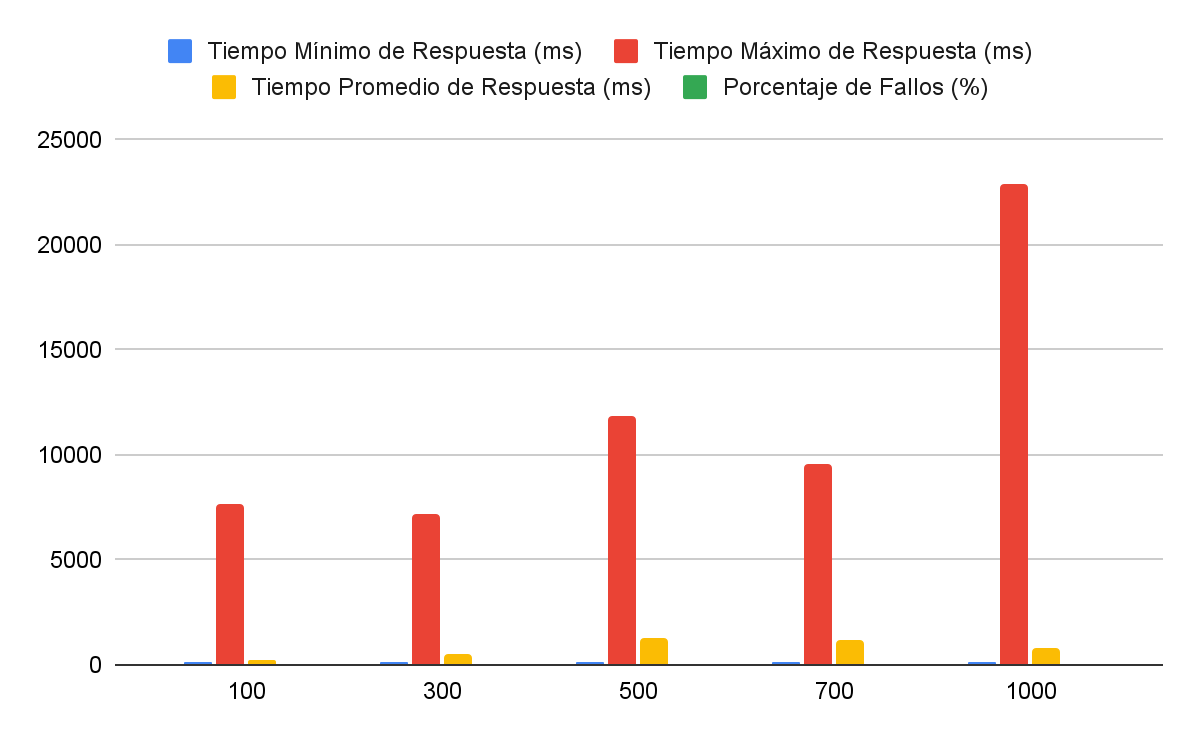 Tiempo Mínimo de Respuesta (ms) Tiempo Máximo de Respuesta (ms)
Tiempo Promedio de Respuesta (ms) Porcentaje de Fallos (%)
25000
20000
15000
10000
5000
0
100 300 500 700 1000